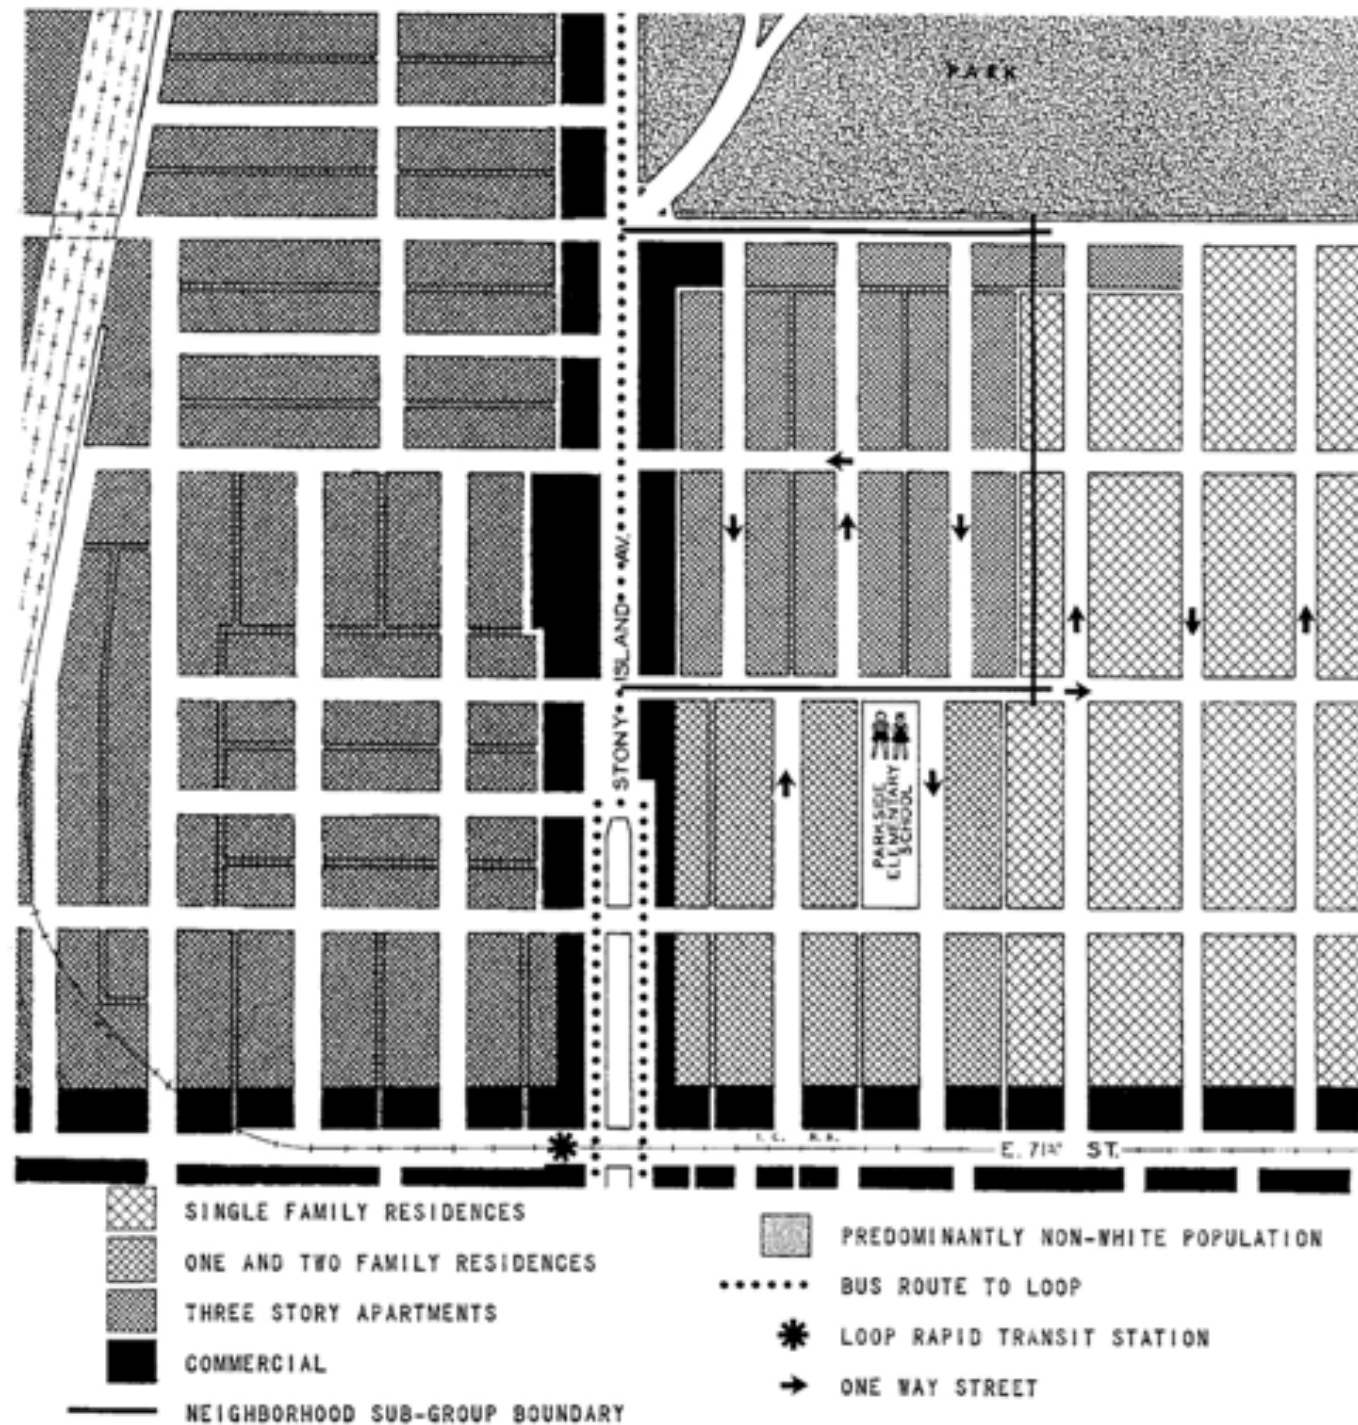 PARK
STONY ISLAND AV.
PARKSIDE
ELEMENTARY
SCHOOL
I. C. R.R.
E. 71ST ST.
SINGLE FAMILY RESIDENCES
ONE AND TWO FAMILY RESIDENCES
THREE STORY APARTMENTS
COMMERCIAL
NEIGHBORHOOD SUB-GROUP BOUNDARY
PREDOMINANTLY NON-WHITE POPULATION
BUS ROUTE TO LOOP
LOOP RAPID TRANSIT STATION
ONE WAY STREET